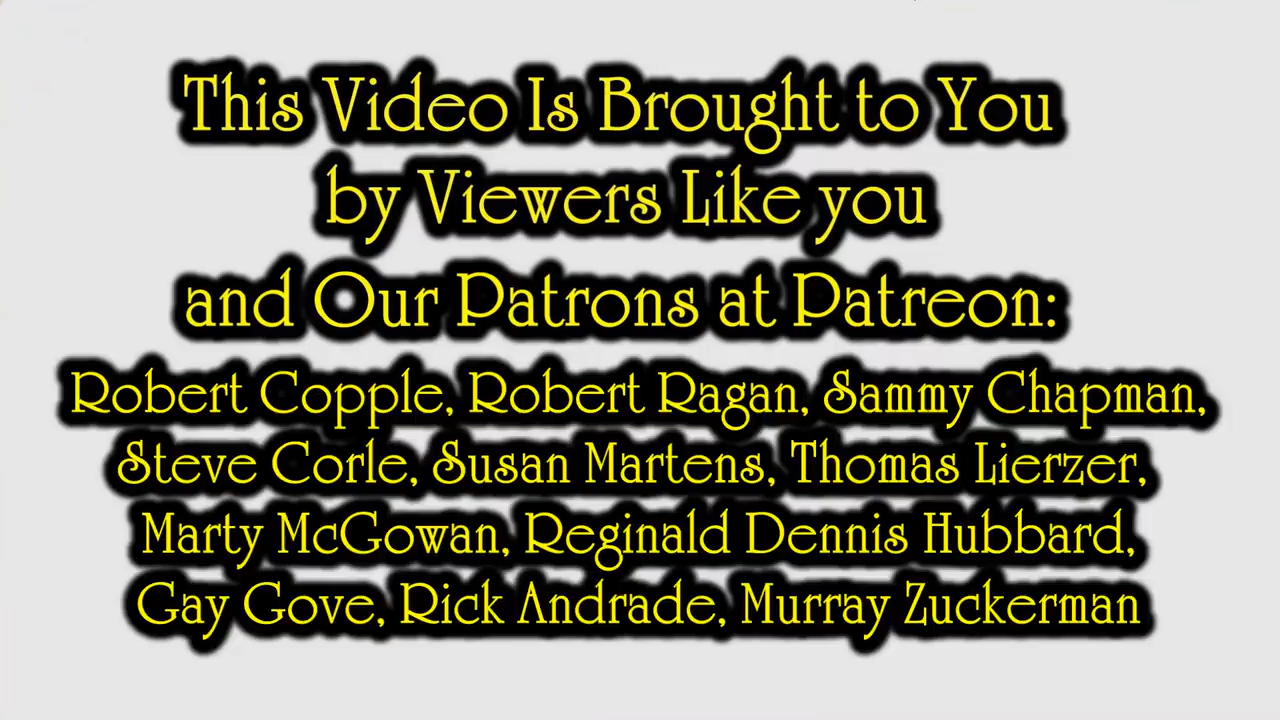 This Video Is Brought to You
by Viewers Like you
and Our Patrons at Patreon:
Robert Copple, Robert Ragan, Sammy Chapman,
Steve Corle, Susan Martens, Thomas Lierzer,
Marty McGowan, Reginald Dennis Hubbard,
Gay Gove, Rick Andrade, Murray Zuckerman